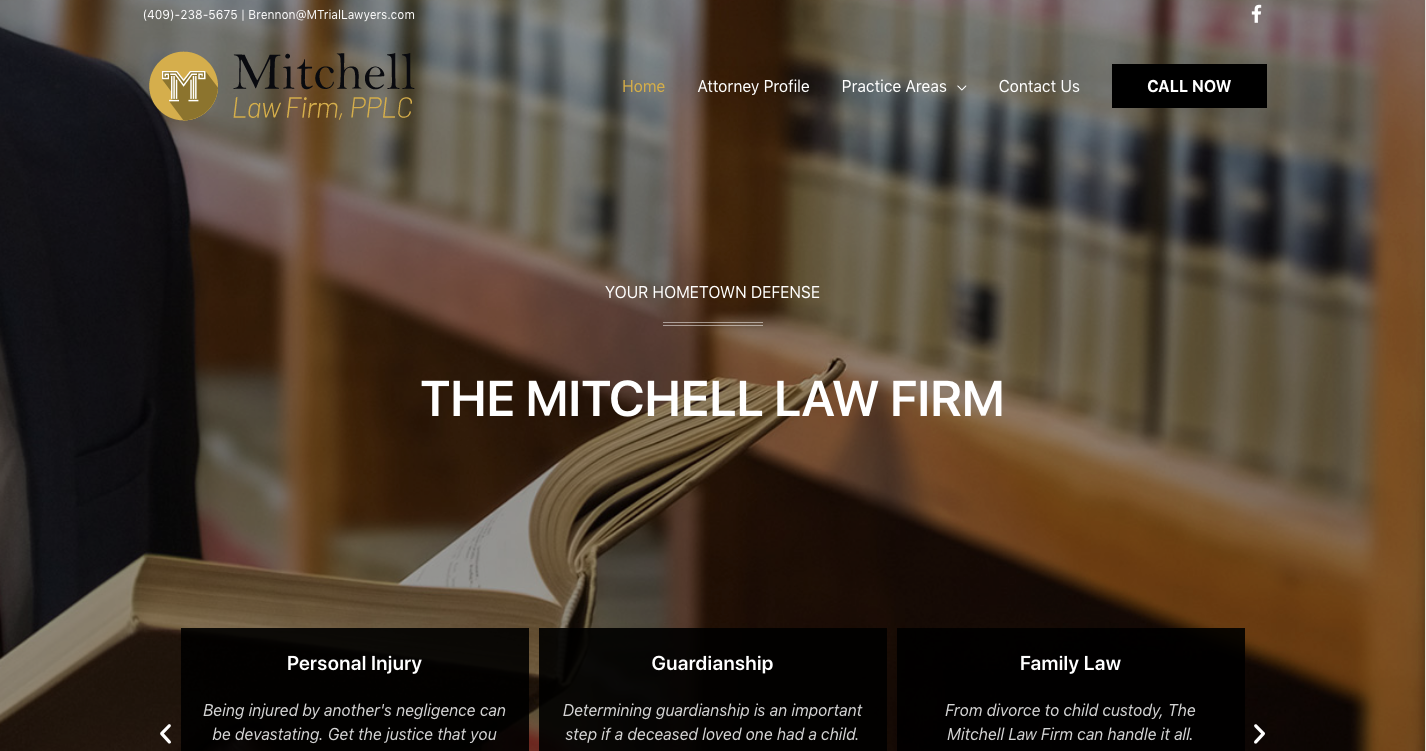 (409)-238-5675 | Brennon@MTrialLawyers.com
M
Mitchell
Law Firm, PPLC
Home
Attorney Profile
Practice Areas
Contact Us
CALL NOW
YOUR HOMETOWN DEFENSE
THE MITCHELL LAW FIRM
Personal Injury
Being injured by another's negligence can
be devastating. Get the justice that you
Guardianship
Determining guardianship is an important
step if a deceased loved one had a child.
Family Law
From divorce to child custody, The
Mitchell Law Firm can handle it all.